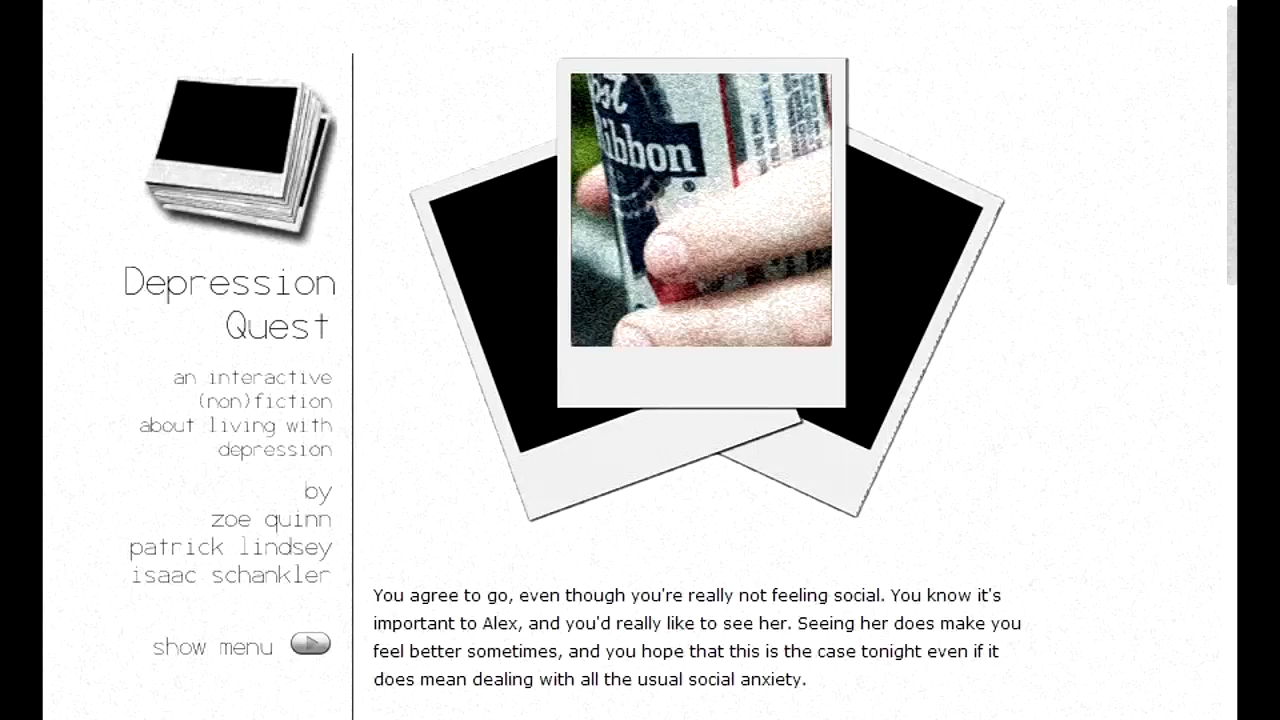 Depression
Quest
an interactive
(non)fiction
about living with
depression
by
zoe quinn
patrick lindsey
isaac schankler
show menu
ibbon
You agree to go, even though you're really not feeling social. You know it's
important to Alex, and you'd really like to see her. Seeing her does make you
feel better sometimes, and you hope that this is the case tonight even if it
does mean dealing with all the usual social anxiety.